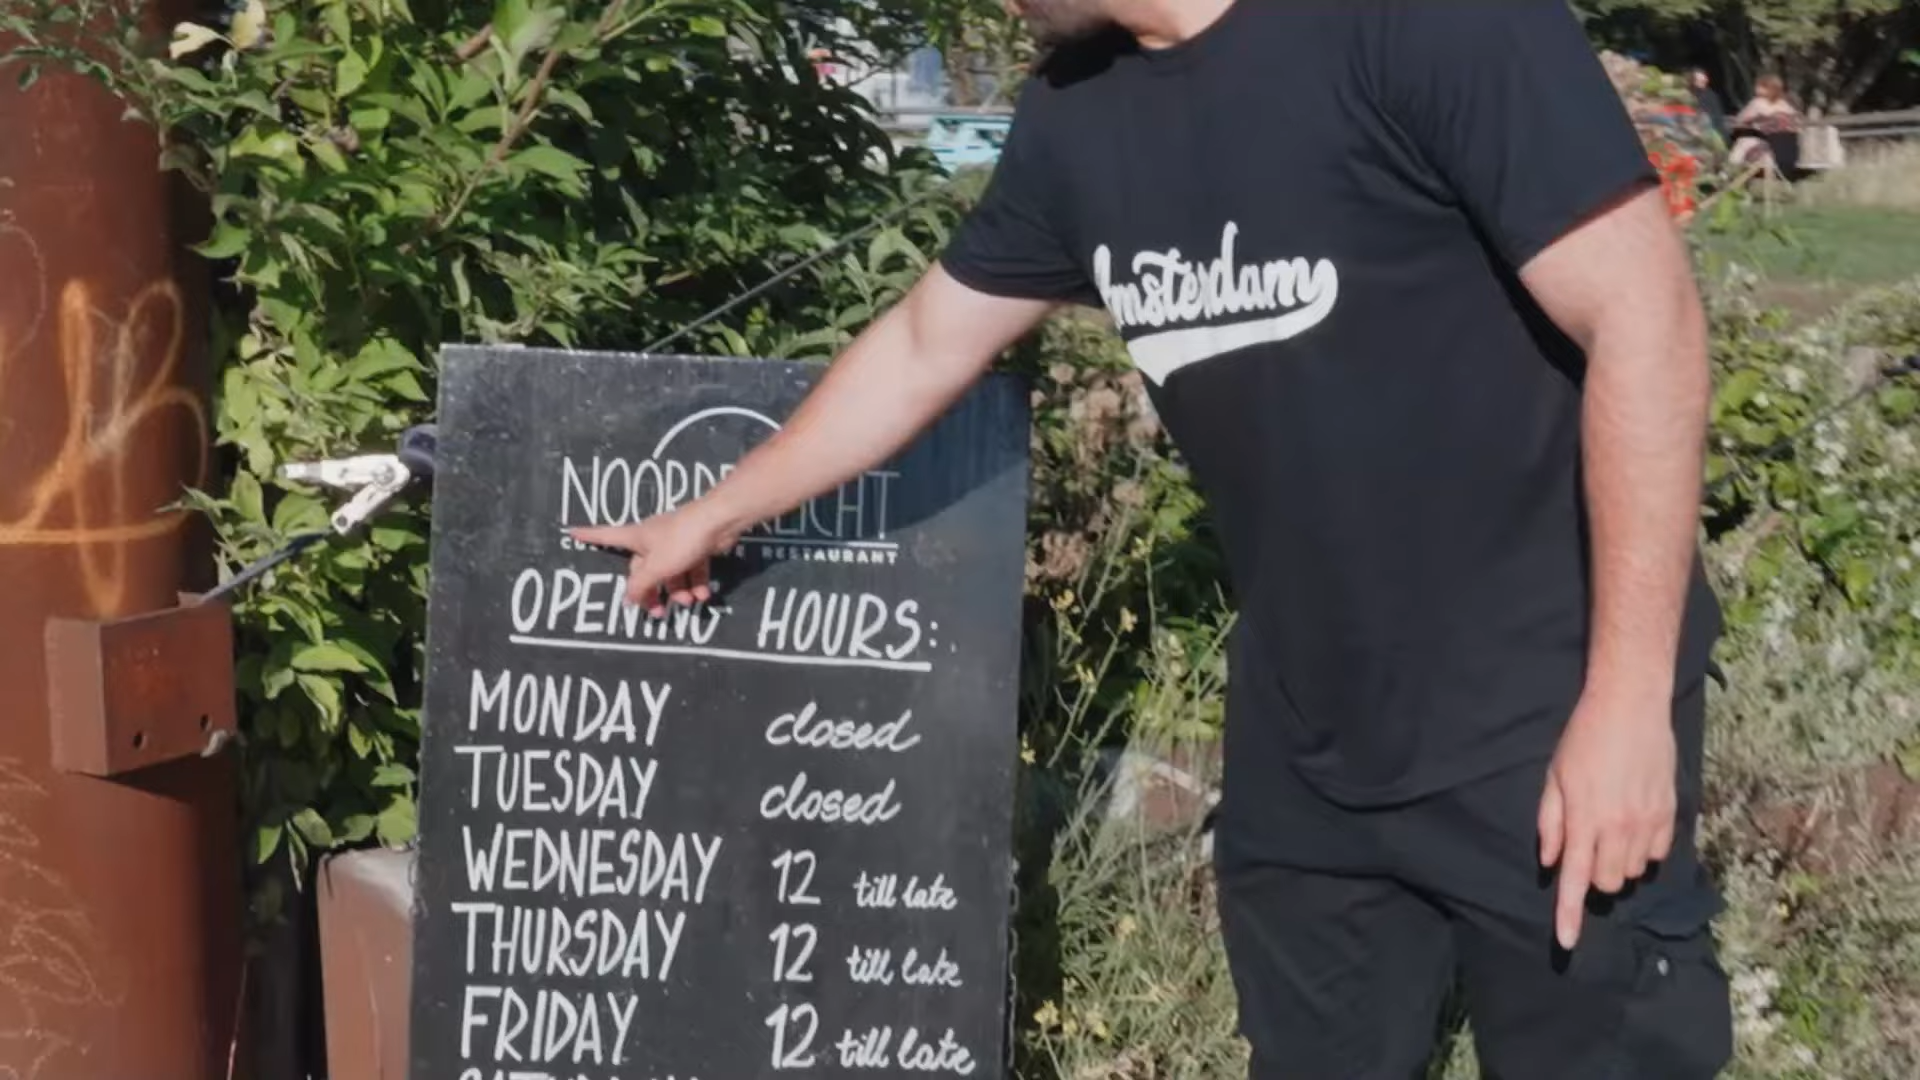 Amsterdam
OPENING HOURS:
MONDAY closed
TUESDAY closed
WEDNESDAY 12 till late
THURSDAY 12 till late
FRIDAY 12 till late
RESTAURANT